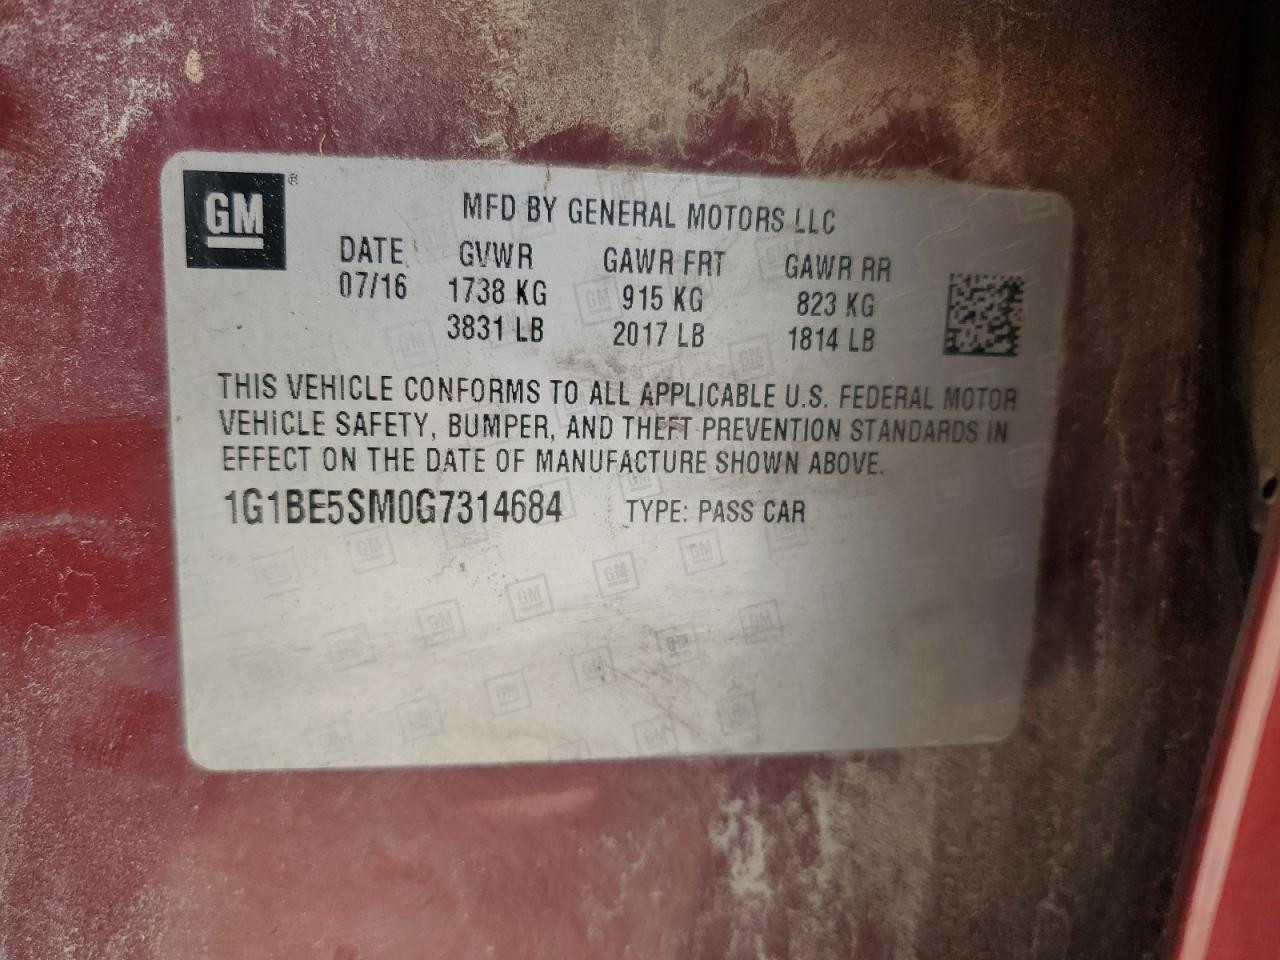 GM ®
MFD BY GENERAL MOTORS LLC
DATE GVWR GAWR FRT GAWR RR
07/16 1738 KG 915 KG 823 KG
3831 LB 2017 LB 1814 LB
THIS VEHICLE CONFORMS TO ALL APPLICABLE U.S. FEDERAL MOTOR
VEHICLE SAFETY, BUMPER, AND THEFT PREVENTION STANDARDS IN
EFFECT ON THE DATE OF MANUFACTURE SHOWN ABOVE.
1G1BE5SM0G7314684 TYPE: PASS CAR